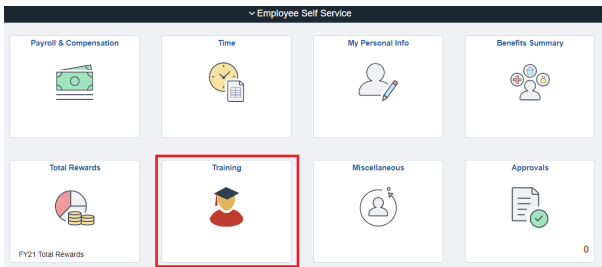 Employee Self Service
Payroll & Compensation
Time
My Personal Info
Benefits Summary
Total Rewards
Training
Miscellaneous
Approvals
FY21 Total Rewards
0